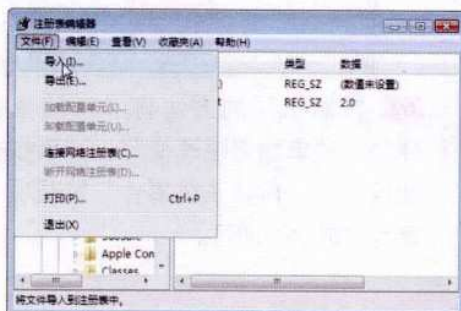 注册表编辑器
文件(F) 编辑(E) 查看(V) 收藏夹(A) 帮助(H)
导入(I)...
导出(E)...
加载配置单元(L)...
卸载配置单元(U)...
连接网络注册表(C)...
断开网络注册表(D)...
打印(P)... Ctrl+P
退出(X)
类型 数据
) REG_SZ (数值未设置)
t REG_SZ 2.0
Apple Con
Classes
将文件导入到注册表中。